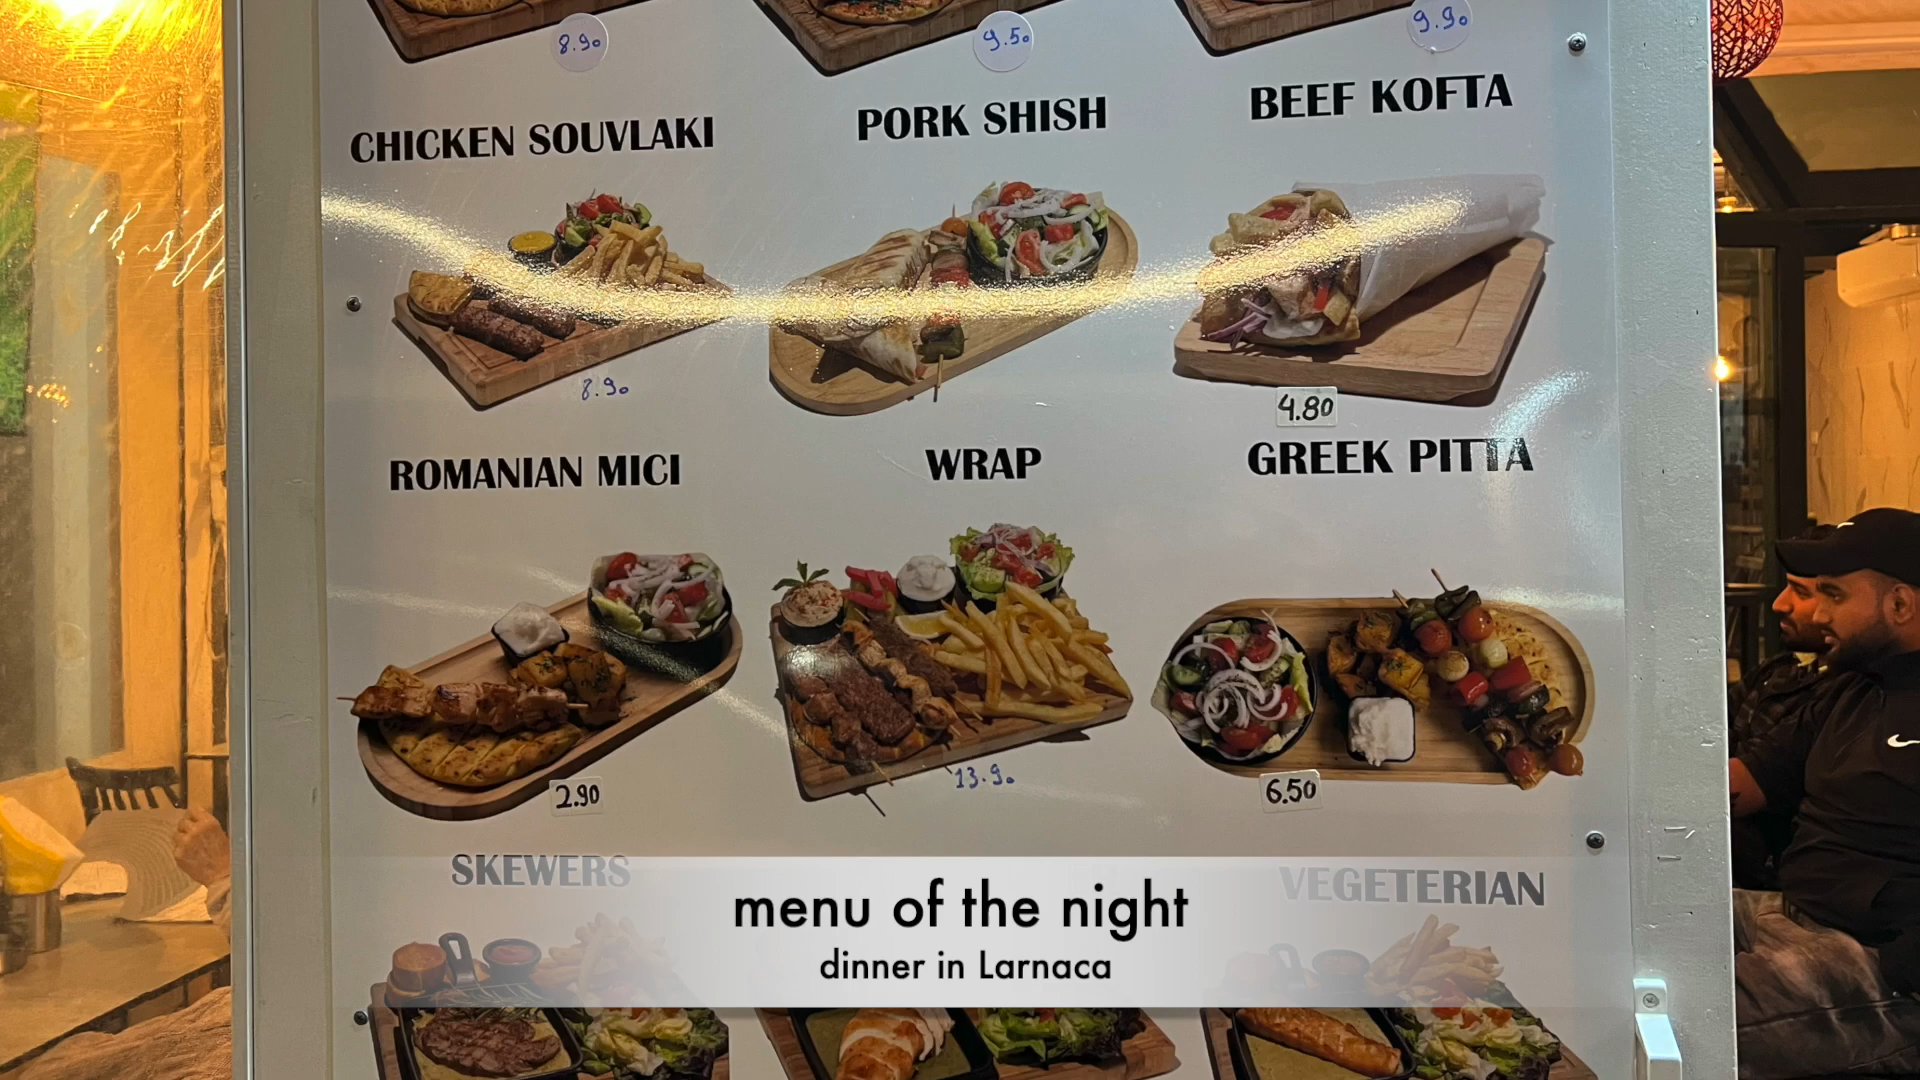 8.90
9.50
9.90
CHICKEN SOUVLAKI
PORK SHISH
BEEF KOFTA
8.90
4.80
ROMANIAN MICI
WRAP
GREEK PITTA
2.90
13.90
6.50
SKEWERS
VEGETERIAN
menu of the night
dinner in Larnaca